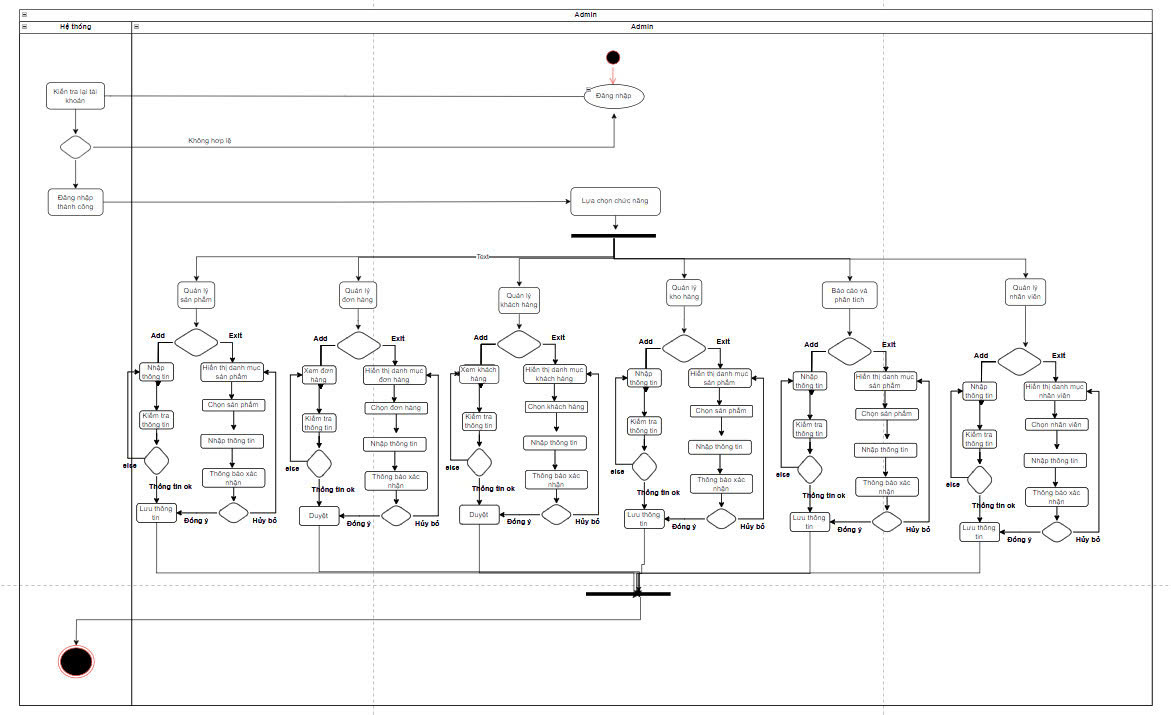 Admin
Hệ thống
Admin
Kiển tra lại tài
khoản
Đăng nhập
Không hợp lệ
Đăng nhập
thành công
Lựa chọn chức năng
Text
Quản lý
sản phẩm
Quản lý
đơn hàng
Quản lý
khách hàng
Quản lý
kho hàng
Báo cáo và
phân tích
Quản lý
nhân viên
Add
Exit
Nhập
thông tin
Hiển thị danh mục
sản phẩm
Chọn sản phẩm
Kiểm tra
thông tin
Nhập thông tin
else
Thông báo xác
nhận
Thông tin ok
Lưu thông
tin
Đồng ý
Hủy bỏ
Add
Exit
Xem đơn
hàng
Hiển thị danh mục
đơn hàng
Chọn đơn hàng
Kiểm tra
thông tin
Nhập thông tin
else
Thông báo xác
nhận
Thông tin ok
Duyệt
Đồng ý
Hủy bỏ
Add
Exit
Xem khách
hàng
Hiển thị danh mục
khách hàng
Chọn khách hàng
Kiểm tra
thông tin
Nhập thông tin
else
Thông báo xác
nhận
Thông tin ok
Duyệt
Đồng ý
Hủy bỏ
Add
Exit
Nhập
thông tin
Hiển thị danh mục
sản phẩm
Chọn sản phẩm
Kiểm tra
thông tin
Nhập thông tin
else
Thông báo xác
nhận
Thông tin ok
Lưu thông
tin
Đồng ý
Hủy bỏ
Add
Exit
Nhập
thông tin
Hiển thị danh mục
sản phẩm
Chọn sản phẩm
Kiểm tra
thông tin
Nhập thông tin
else
Thông báo xác
nhận
Thông tin ok
Lưu thông
tin
Đồng ý
Hủy bỏ
Add
Exit
Nhập
thông tin
Hiển thị danh mục
nhân viên
Chọn nhân viên
Kiểm tra
thông tin
Nhập thông tin
else
Thông báo xác
nhận
Thông tin ok
Lưu thông
tin
Đồng ý
Hủy bỏ